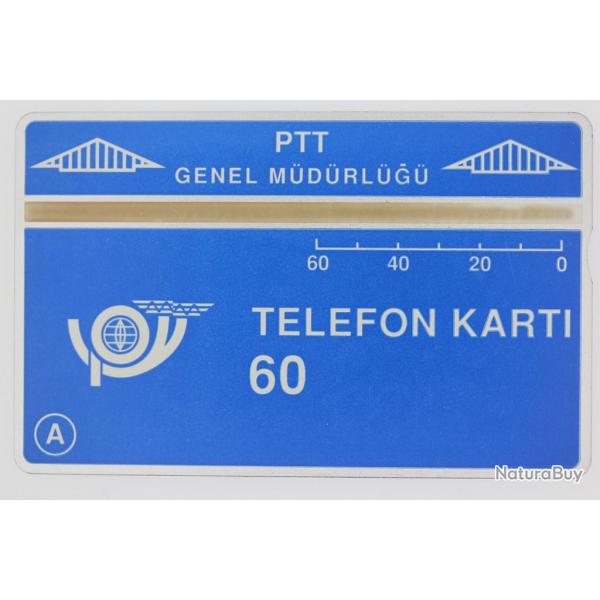 PTT
GENEL MÜDÜRLÜĞÜ
60 40 20 0
TELEFON KARTI
60
A
NaturaBuy